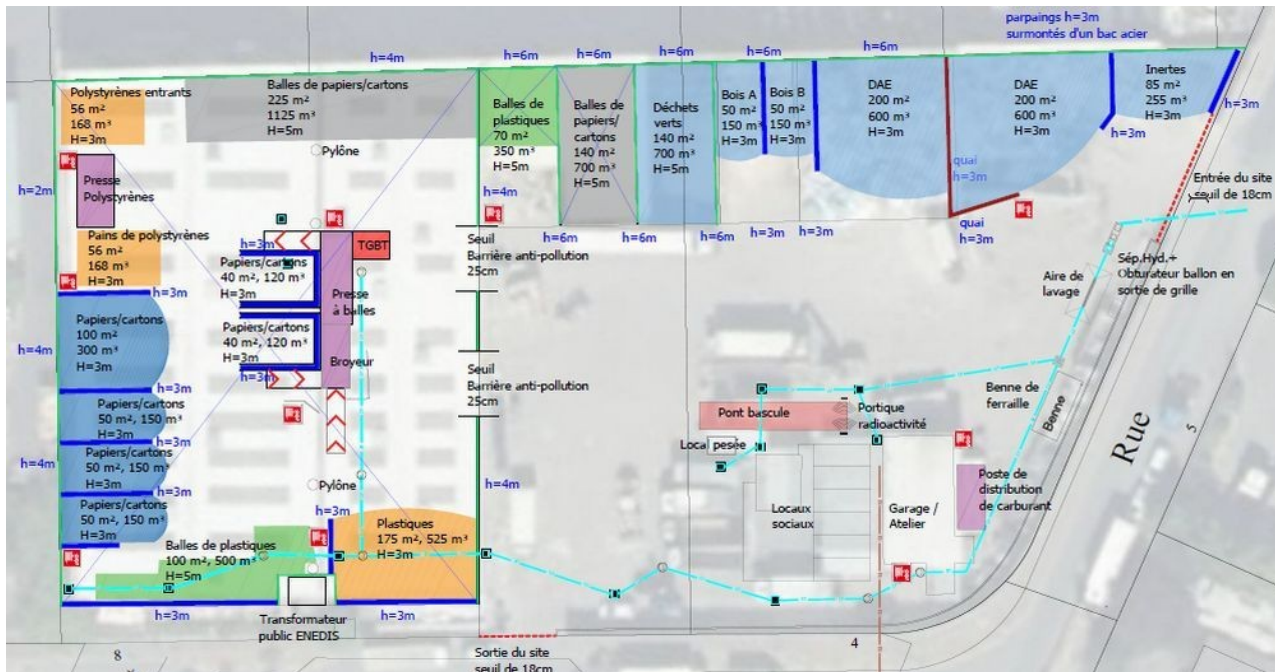 parpaings h=3m
surmontés d'un bac acier
h=4m
h=6m
h=6m
h=6m
h=6m
h=6m
Polystyrènes entrants
56 m²
168 m³
H=3m
Balles de papiers/cartons
225 m²
1125 m³
H=5m
Balles de
plastiques
70 m²
350 m³
H=5m
Balles de
papiers/
cartons
140 m²
700 m³
H=5m
Déchets
verts
140 m²
700 m³
H=5m
Bois A
50 m²
150 m³
H=3m
Bois B
50 m²
150 m³
H=3m
DAE
200 m²
600 m³
H=3m
DAE
200 m²
600 m³
H=3m
Inertes
85 m²
255 m³
H=3m
h=3m
h=3m
Pylône
h=2m
Presse
Polystyrènes
h=4m
quai
h=3m
Entrée du site
seuil de 18cm
quai
h=3m
Pains de polystyrènes
56 m²
168 m³
H=3m
h=3m
TGBT
Papiers/cartons
40 m², 120 m³
H=3m
Seuil
Barrière anti-pollution
25cm
h=6m
h=6m
h=6m
h=3m
h=3m
Sép.Hyd.+
Obturateur ballon en
sortie de grille
Aire de
lavage
h=3m
Presse
à balles
Papiers/cartons
100 m²
300 m³
H=3m
h=4m
Papiers/cartons
40 m², 120 m³
H=3m
Broyeur
h=3m
h=3m
Seuil
Barrière anti-pollution
25cm
Papiers/cartons
50 m², 150 m³
H=3m
h=3m
h=4m
Papiers/cartons
50 m², 150 m³
H=3m
h=3m
Papiers/cartons
50 m², 150 m³
H=3m
Pylône
h=4m
Pont bascule
Portique
radioactivité
Local pesée
Benne de
ferraille
Benne
Rue
5
Poste de
distribution
de carburant
Locaux
sociaux
Garage /
Atelier
h=3m
Plastiques
175 m², 525 m³
H=3m
Balles de plastiques
100 m², 500 m³
H=5m
h=3m
h=3m
Transformateur
public ENEDIS
Sortie du site
seuil de 18cm
4
8